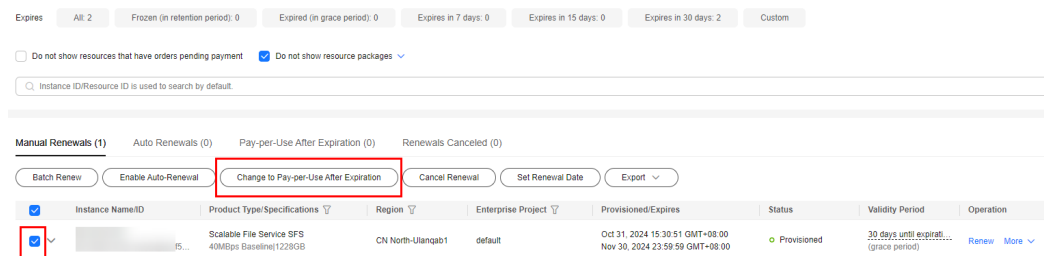 Expires All: 2 Frozen (in retention period): 0 Expired (in grace period): 0 Expires in 7 days: 0 Expires in 15 days: 0 Expires in 30 days: 2 Custom
Do not show resources that have orders pending payment Do not show resource packages
Instance ID/Resource ID is used to search by default.
Manual Renewals (1) Auto Renewals (0) Pay-per-Use After Expiration (0) Renewals Canceled (0)
Batch Renew Enable Auto-Renewal Change to Pay-per-Use After Expiration Cancel Renewal Set Renewal Date Export
Instance Name/ID Product Type/Specifications Region Enterprise Project Provisioned/Expires Status Validity Period Operation
Scalable File Service SFS Oct 31, 2024 15:30:51 GMT+08:00 30 days until expirati...
CN North-Ulanqab1 default Provisioned Renew More
f5... 40MBps Baseline|1228GB Nov 30, 2024 23:59:59 GMT+08:00 (grace period)